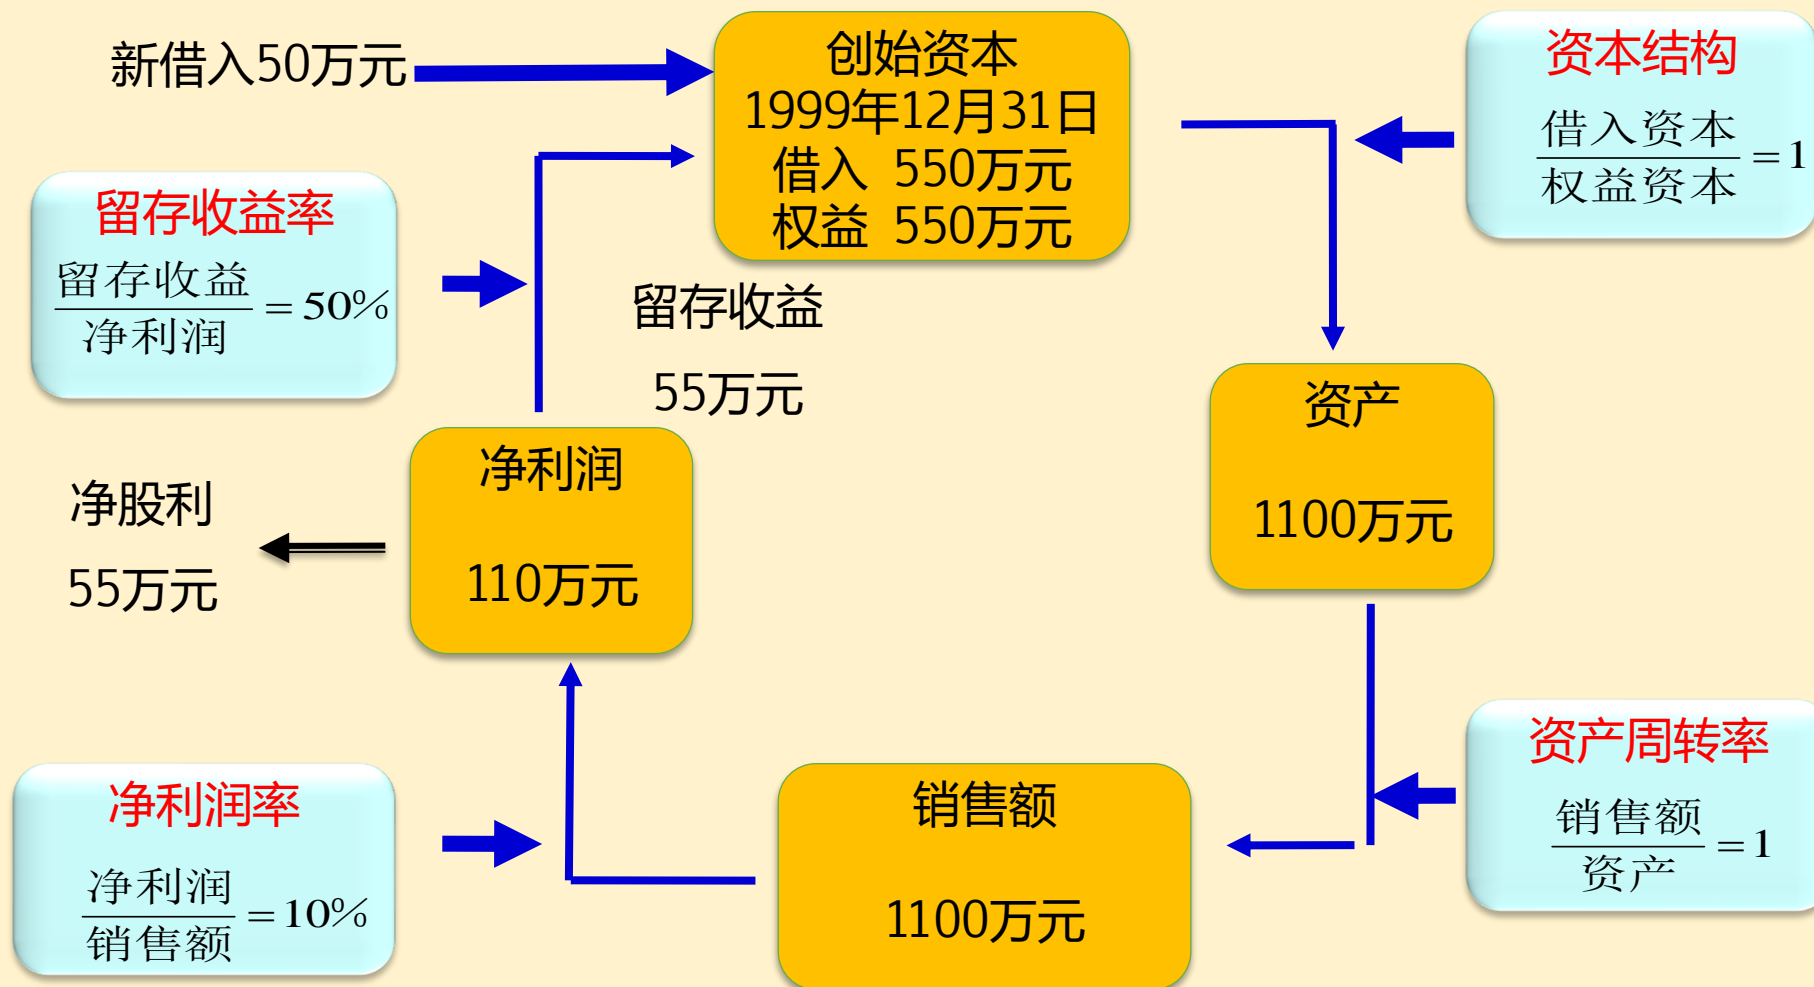 新借入50万元
创始资本
1999年12月31日
借入 550万元
权益 550万元
资本结构
借入资本
权益资本
=1
留存收益率
留存收益
净利润
=50%
留存收益
55万元
资产
1100万元
净利润
110万元
净股利
55万元
资产周转率
销售额
资产
=1
销售额
1100万元
净利润率
净利润
销售额
=10%